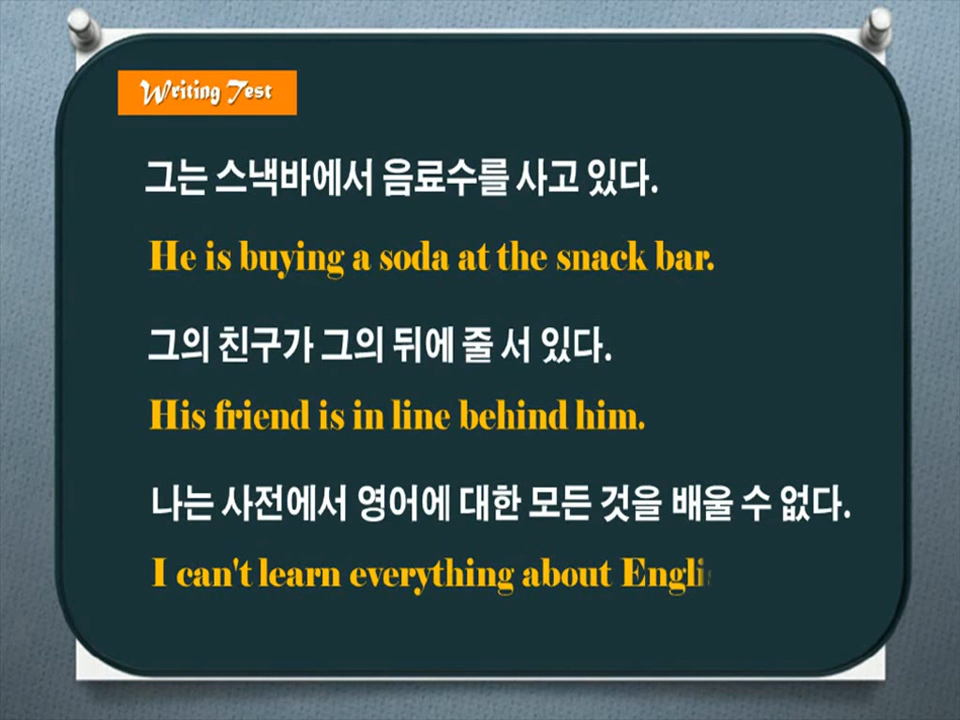 Writing Test
그는 스낵바에서 음료수를 사고 있다.
He is buying a soda at the snack bar.
그의 친구가 그의 뒤에 줄 서 있다.
His friend is in line behind him.
나는 사전에서 영어에 대한 모든 것을 배울 수 없다.
I can't learn everything about Engli